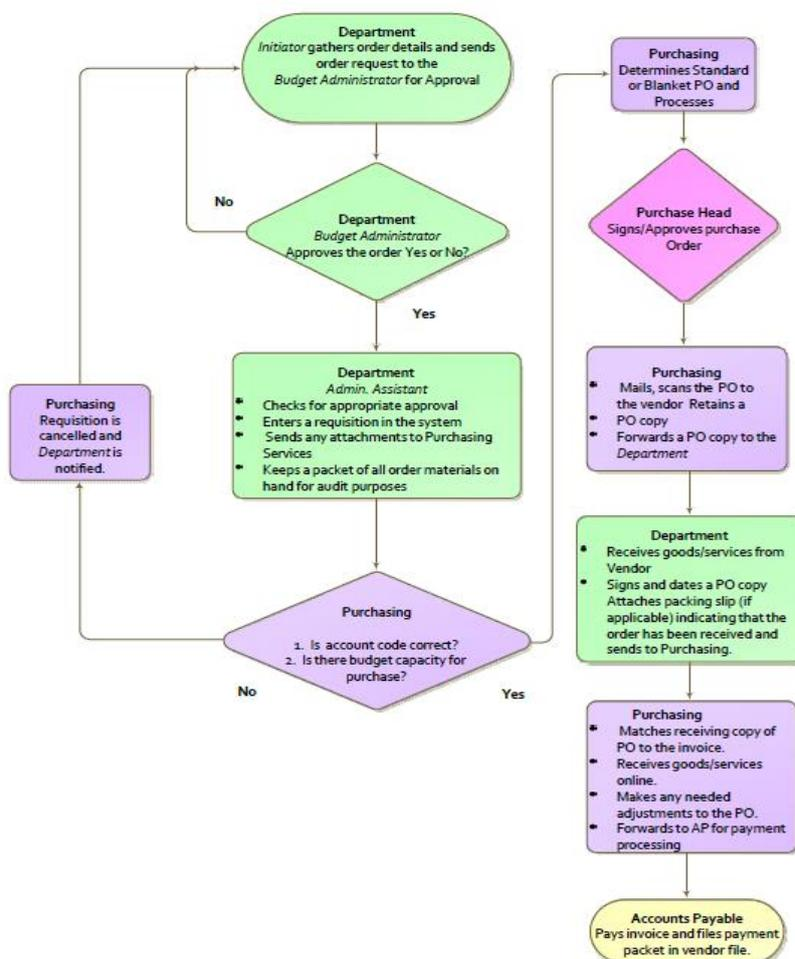 Department
Initiator gathers order details and sends
order request to the
Budget Administrator for Approval
No
Department
Budget Administrator
Approves the order Yes or No?
Yes
Department
Admin. Assistant
Checks for appropriate approval
Enters a requisition in the system
Sends any attachments to Purchasing
Services
Keeps a packet of all order materials on
hand for audit purposes
Purchasing
Requisition is
cancelled and
Department is
notified.
Purchasing
1. Is account code correct?
2. Is there budget capacity for
purchase?
No
Yes
Purchasing
Determines Standard
or Blanket PO and
Processes
Purchase Head
Signs/Approves purchase
Order
Purchasing
Mails, scans the PO to
the vendor Retains a
PO copy
Forwards a PO copy to the
Department
Department
Receives goods/services from
Vendor
Signs and dates a PO copy
Attaches packing slip (if
applicable) indicating that the
order has been received and
sends to Purchasing.
Purchasing
Matches receiving copy of
PO to the invoice.
Receives goods/services
online.
Makes any needed
adjustments to the PO.
Forwards to AP for payment
processing
Accounts Payable
Pays invoice and files payment
packet in vendor file.